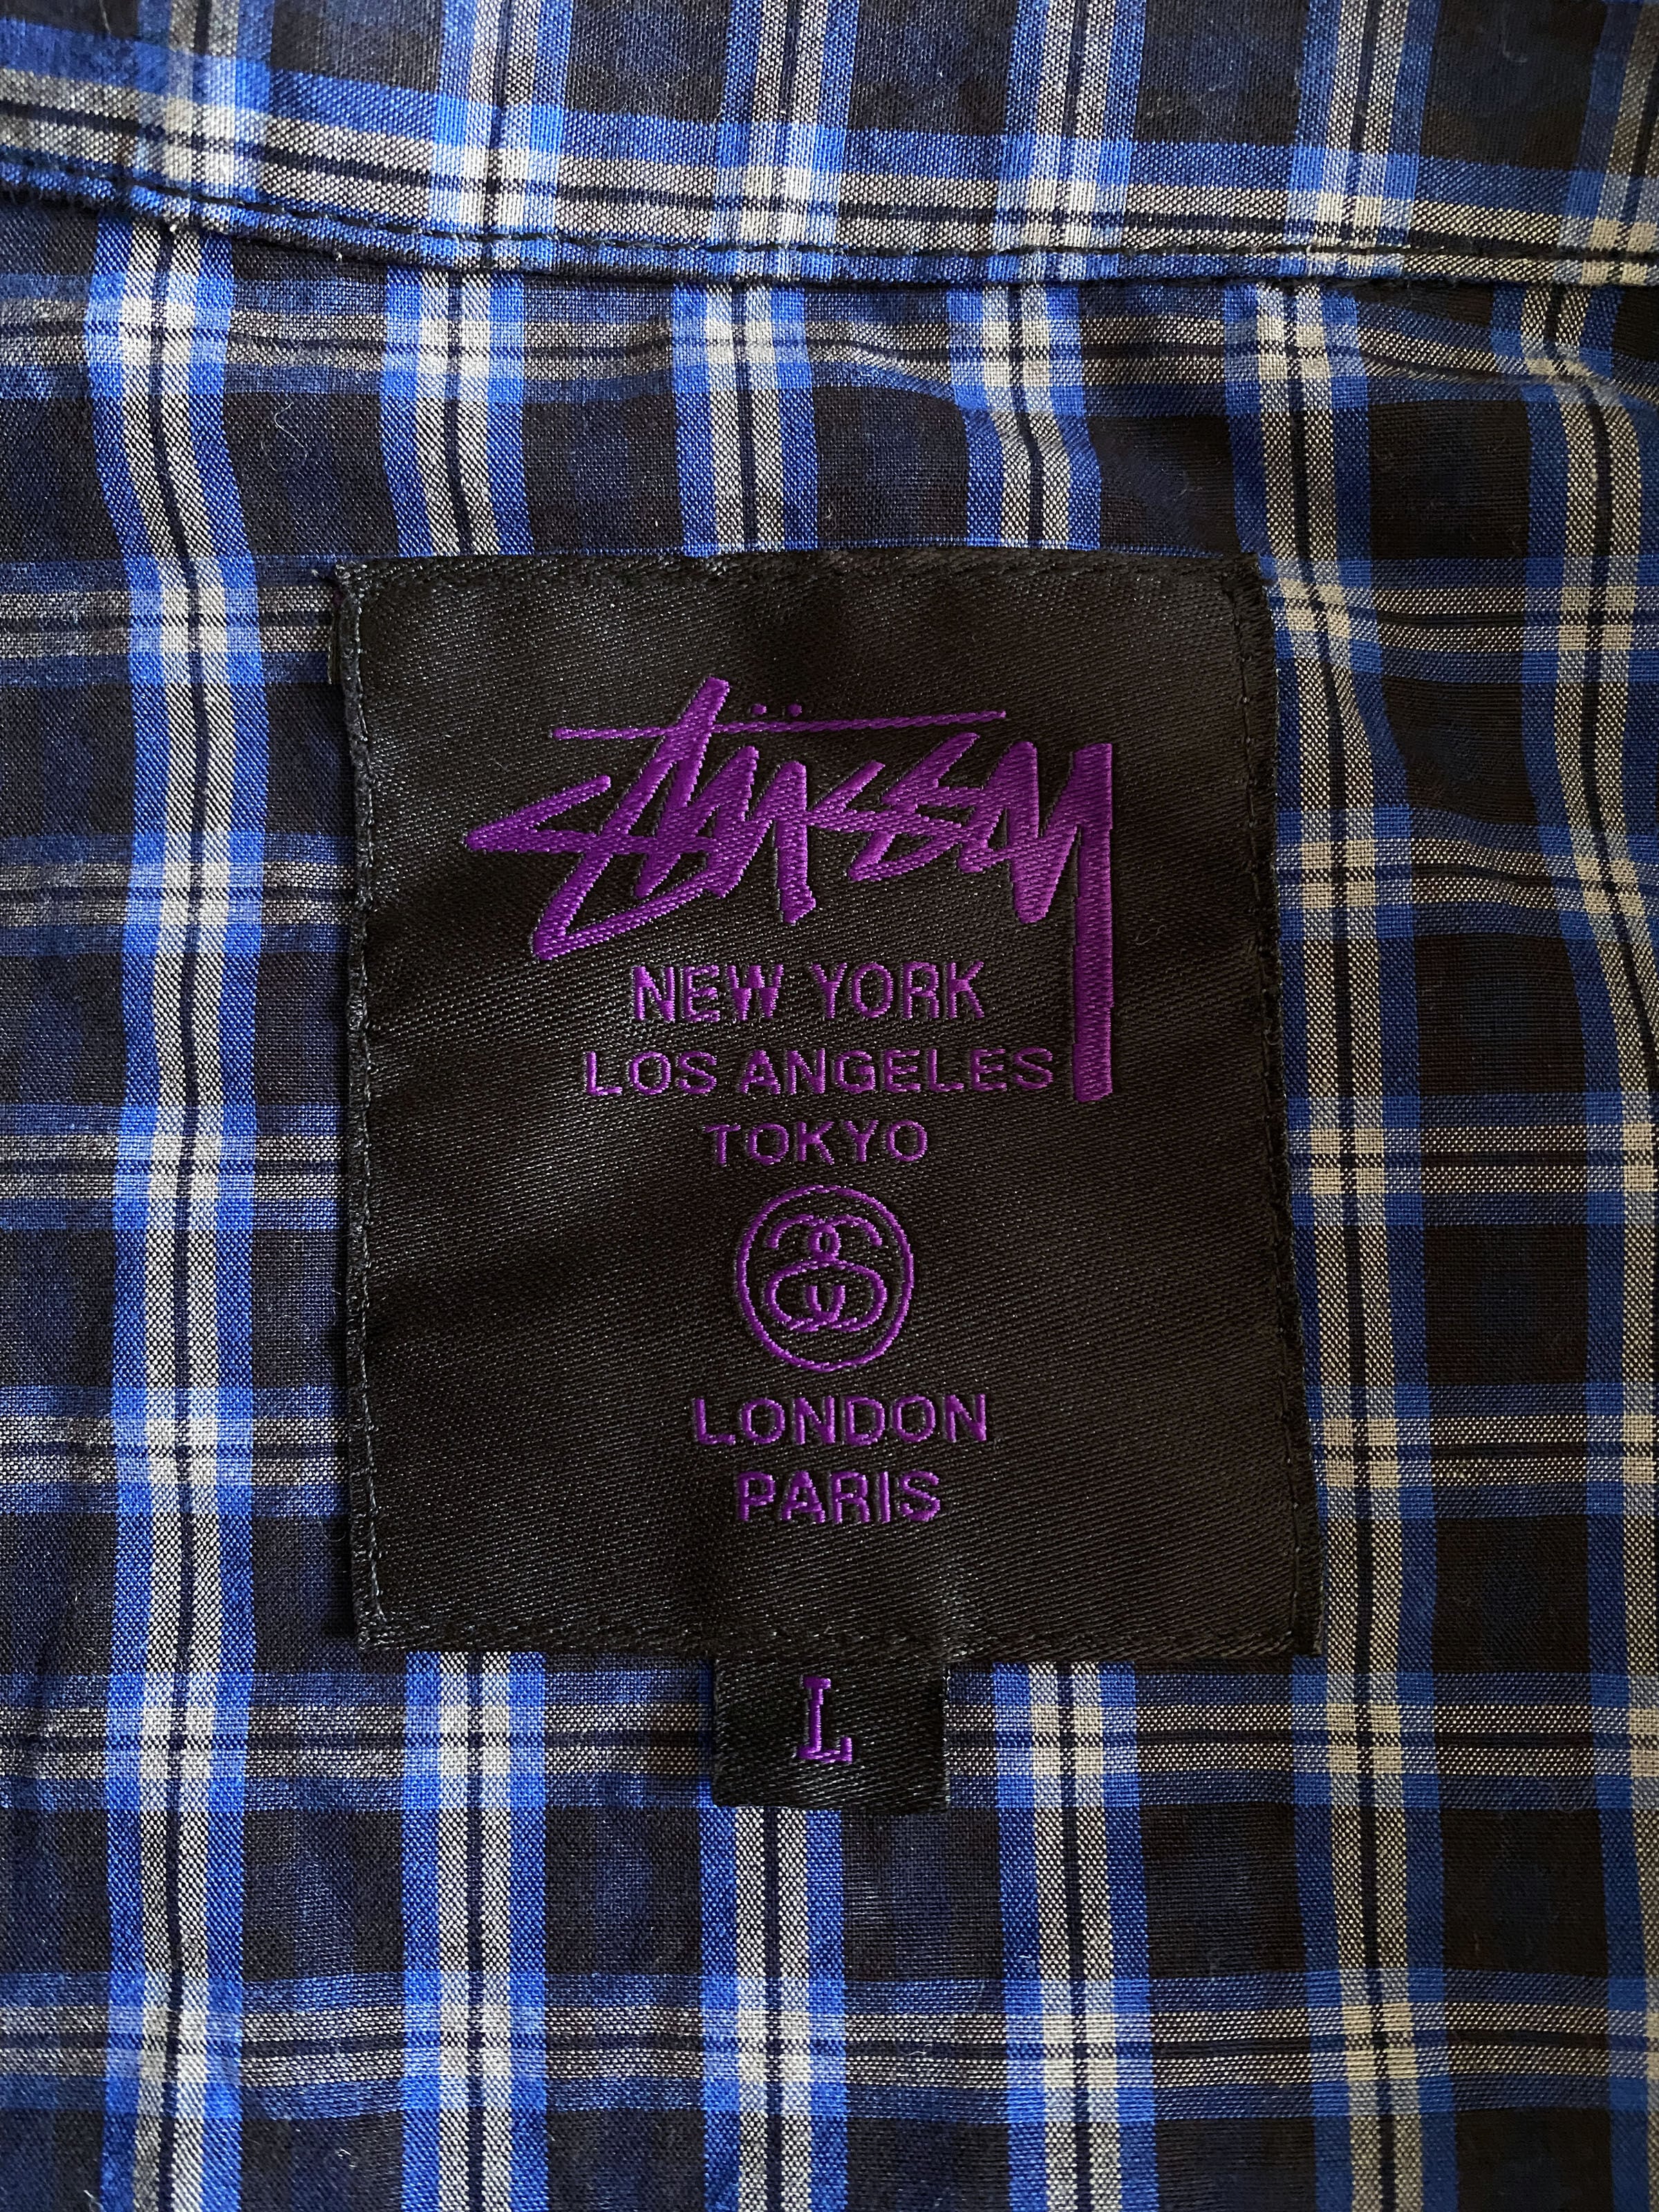 Stüssy
NEW YORK
LOS ANGELES
TOKYO
LONDON
PARIS
L